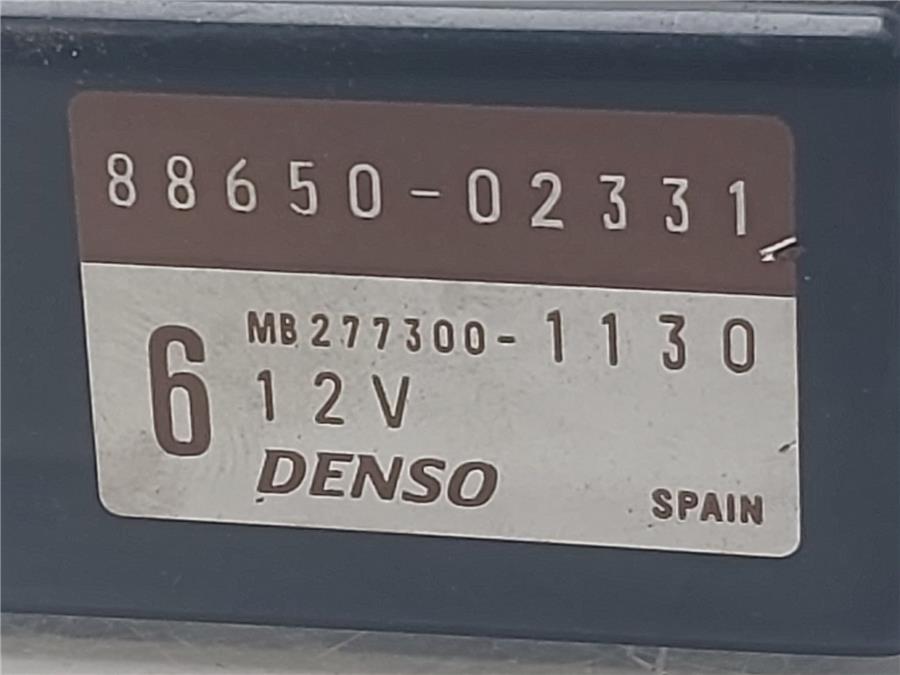 88650-02331
6
MB277300-1130
12V
DENSO
SPAIN